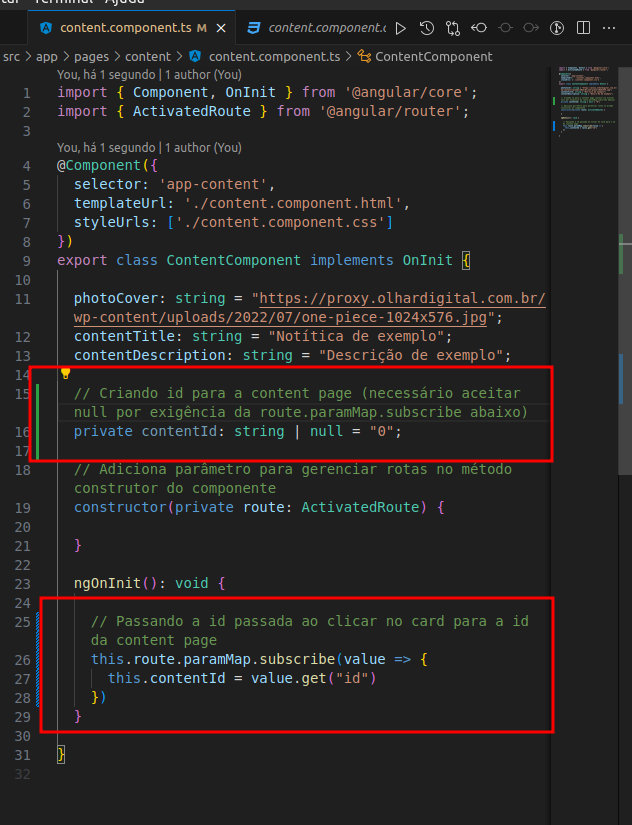 Terminal Ajuda
content.component.ts M
content.component.c
src > app > pages > content > content.component.ts > ContentComponent
You, há 1 segundo | 1 author (You)
1 import { Component, OnInit } from '@angular/core';
2 import { ActivatedRoute } from '@angular/router';
3
You, há 1 segundo | 1 author (You)
4 @Component({
5 selector: 'app-content',
6 templateUrl: './content.component.html',
7 styleUrls: ['./content.component.css']
8 })
9 export class ContentComponent implements OnInit {
10
11 photoCover: string = "https://proxy.olhardigital.com.br/
wp-content/uploads/2022/07/one-piece-1024x576.jpg";
12 contentTitle: string = "Notítica de exemplo";
13 contentDescription: string = "Descrição de exemplo";
14
15 // Criando id para a content page (necessário aceitar
null por exigência da route.paramMap.subscribe abaixo)
16 private contentId: string | null = "0";
17
18 // Adiciona parâmetro para gerenciar rotas no método
construtor do componente
19 constructor(private route: ActivatedRoute) {
20
21 }
22
23 ngOnInit(): void {
24
25 // Passando a id passada ao clicar no card para a id
da content page
26 this.route.paramMap.subscribe(value => {
27 this.contentId = value.get("id")
28 })
29 }
30
31 }
32